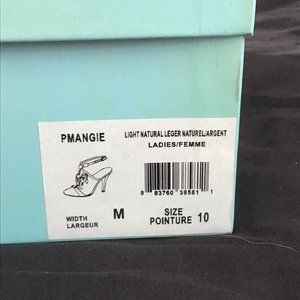 PMANGIE
LIGHT NATURAL LEGER NATUREL/ARGENT
LADIES/FEMME
8 83760 38581 1
WIDTH
LARGEUR
M
SIZE
POINTURE
10